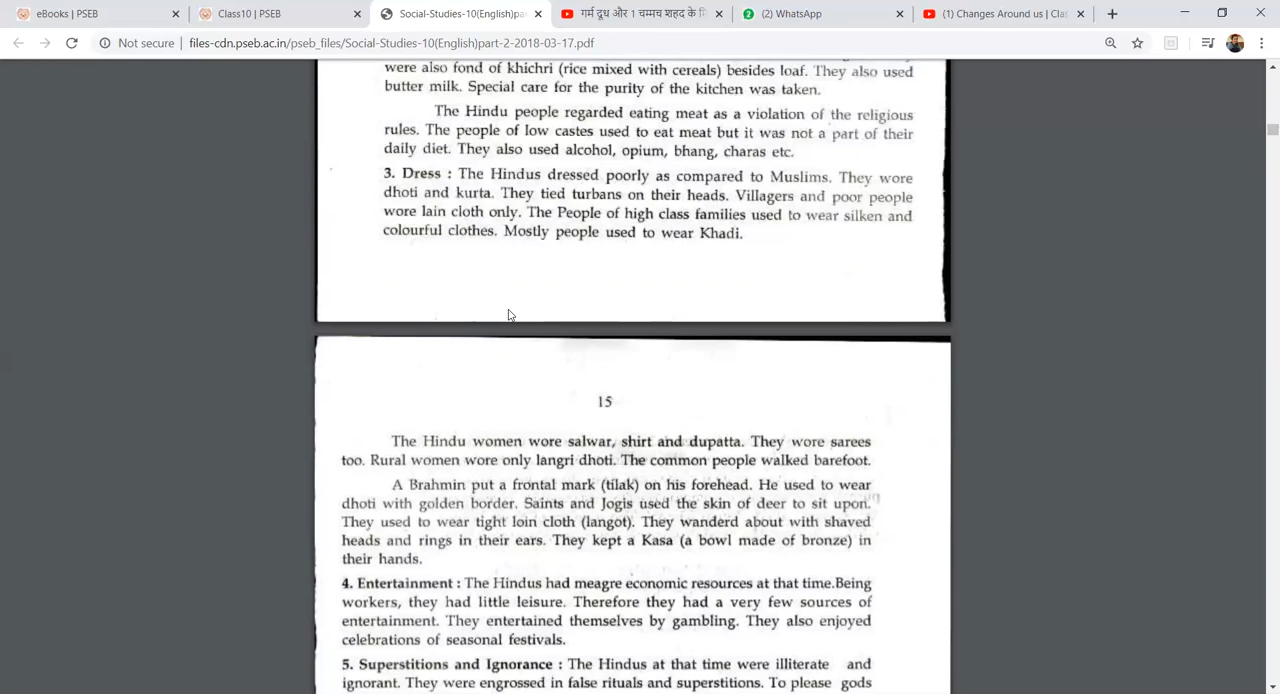 eBooks | PSEB
Class10 | PSEB
Social-Studies-10(English)pa
गर्म दूध और 1 चम्मच शहद के
(2) WhatsApp
(1) Changes Around us | Clas
Not secure | files-cdn.pseb.ac.in/pseb_files/Social-Studies-10(English)part-2-2018-03-17.pdf
were also fond of khichri (rice mixed with cereals) besides loaf. They also used
butter milk. Special care for the purity of the kitchen was taken.
The Hindu people regarded eating meat as a violation of the religious
rules. The people of low castes used to eat meat but it was not a part of their
daily diet. They also used alcohol, opium, bhang, charas etc.
3. Dress : The Hindus dressed poorly as compared to Muslims. They wore
dhoti and kurta. They tied turbans on their heads. Villagers and poor people
wore lain cloth only. The People of high class families used to wear silken and
colourful clothes. Mostly people used to wear Khadi.
15
The Hindu women wore salwar, shirt and dupatta. They wore sarees
too. Rural women wore only langri dhoti. The common people walked barefoot.
A Brahmin put a frontal mark (tilak) on his forehead. He used to wear
dhoti with golden border. Saints and Jogis used the skin of deer to sit upon.
They used to wear tight loin cloth (langot). They wanderd about with shaved
heads and rings in their ears. They kept a Kasa (a bowl made of bronze) in
their hands.
4. Entertainment : The Hindus had meagre economic resources at that time.Being
workers, they had little leisure. Therefore they had a very few sources of
entertainment. They entertained themselves by gambling. They also enjoyed
celebrations of seasonal festivals.
5. Superstitions and Ignorance : The Hindus at that time were illiterate and
ignorant. They were engrossed in false rituals and superstitions. To please gods